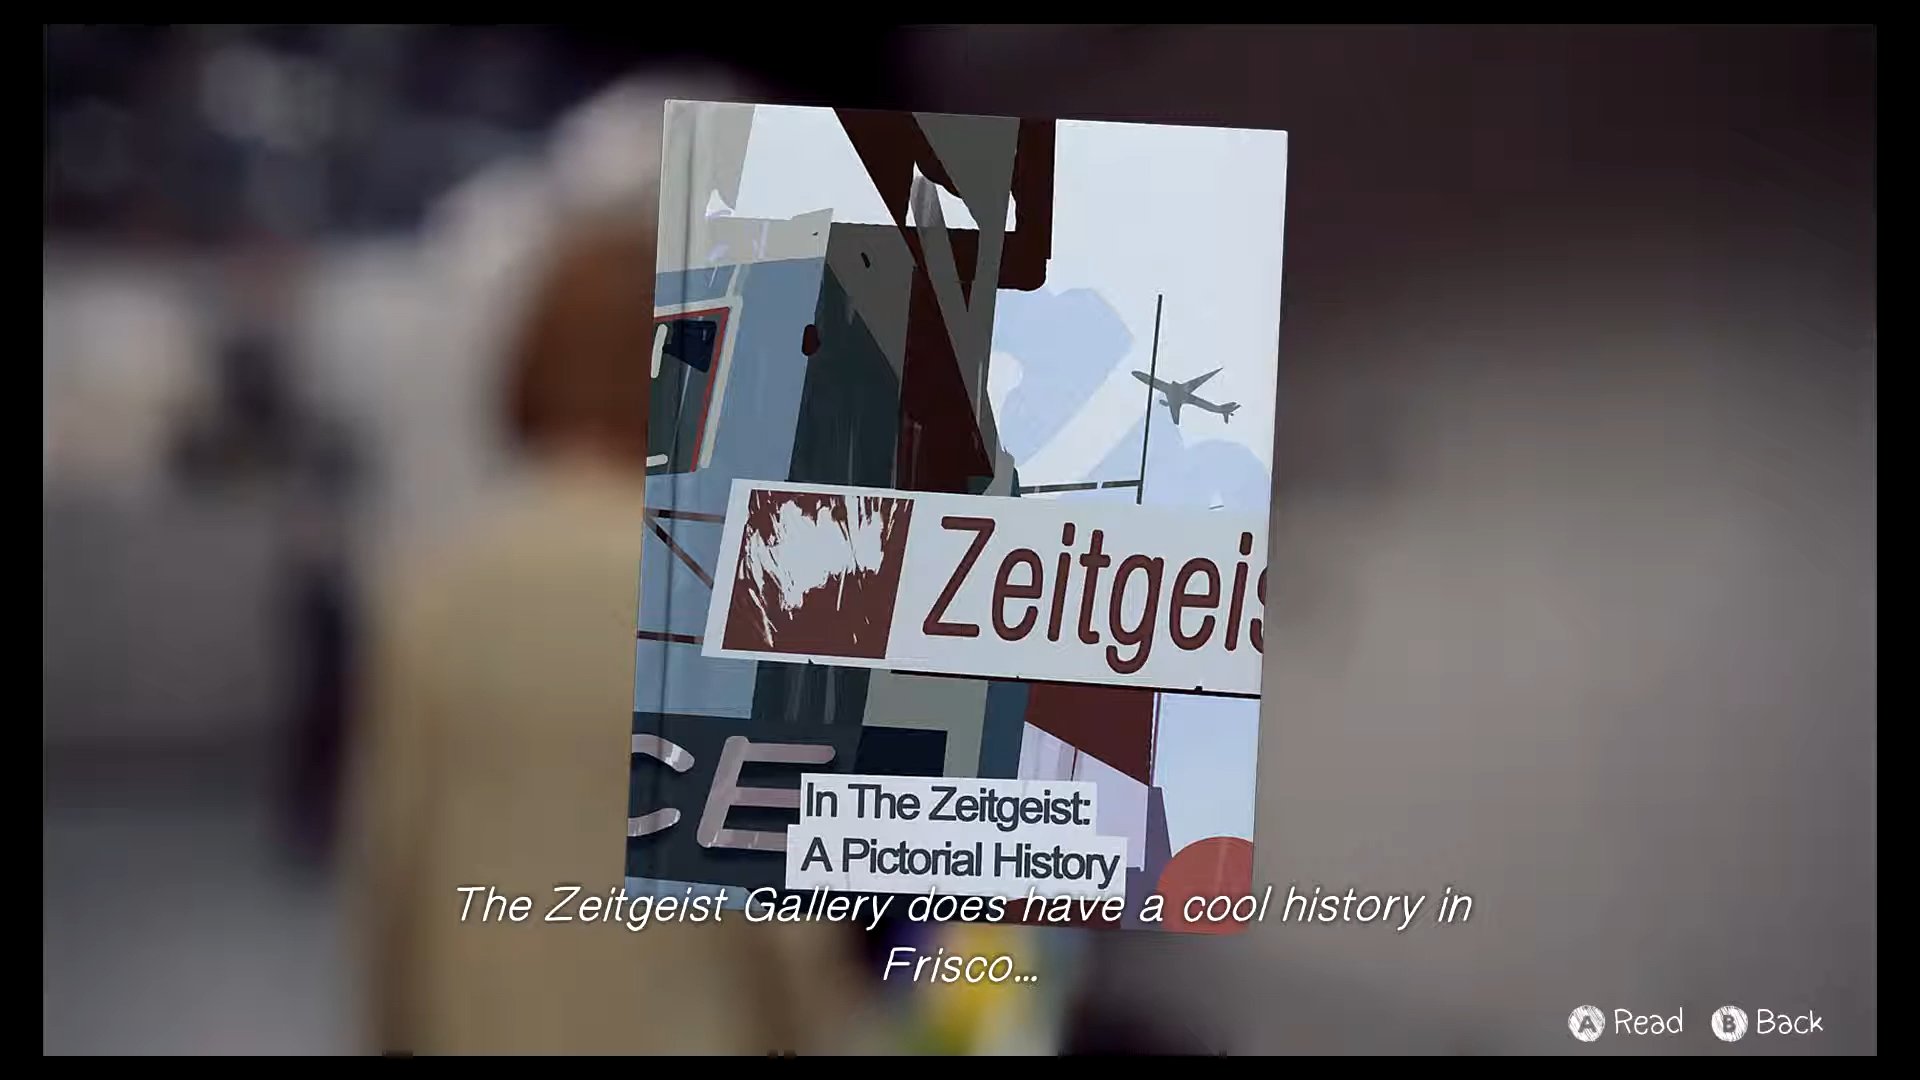 Zeitgeis
CE
In The Zeitgeist:
A Pictorial History
The Zeitgeist Gallery does have a cool history in
Frisco...
A Read B Back